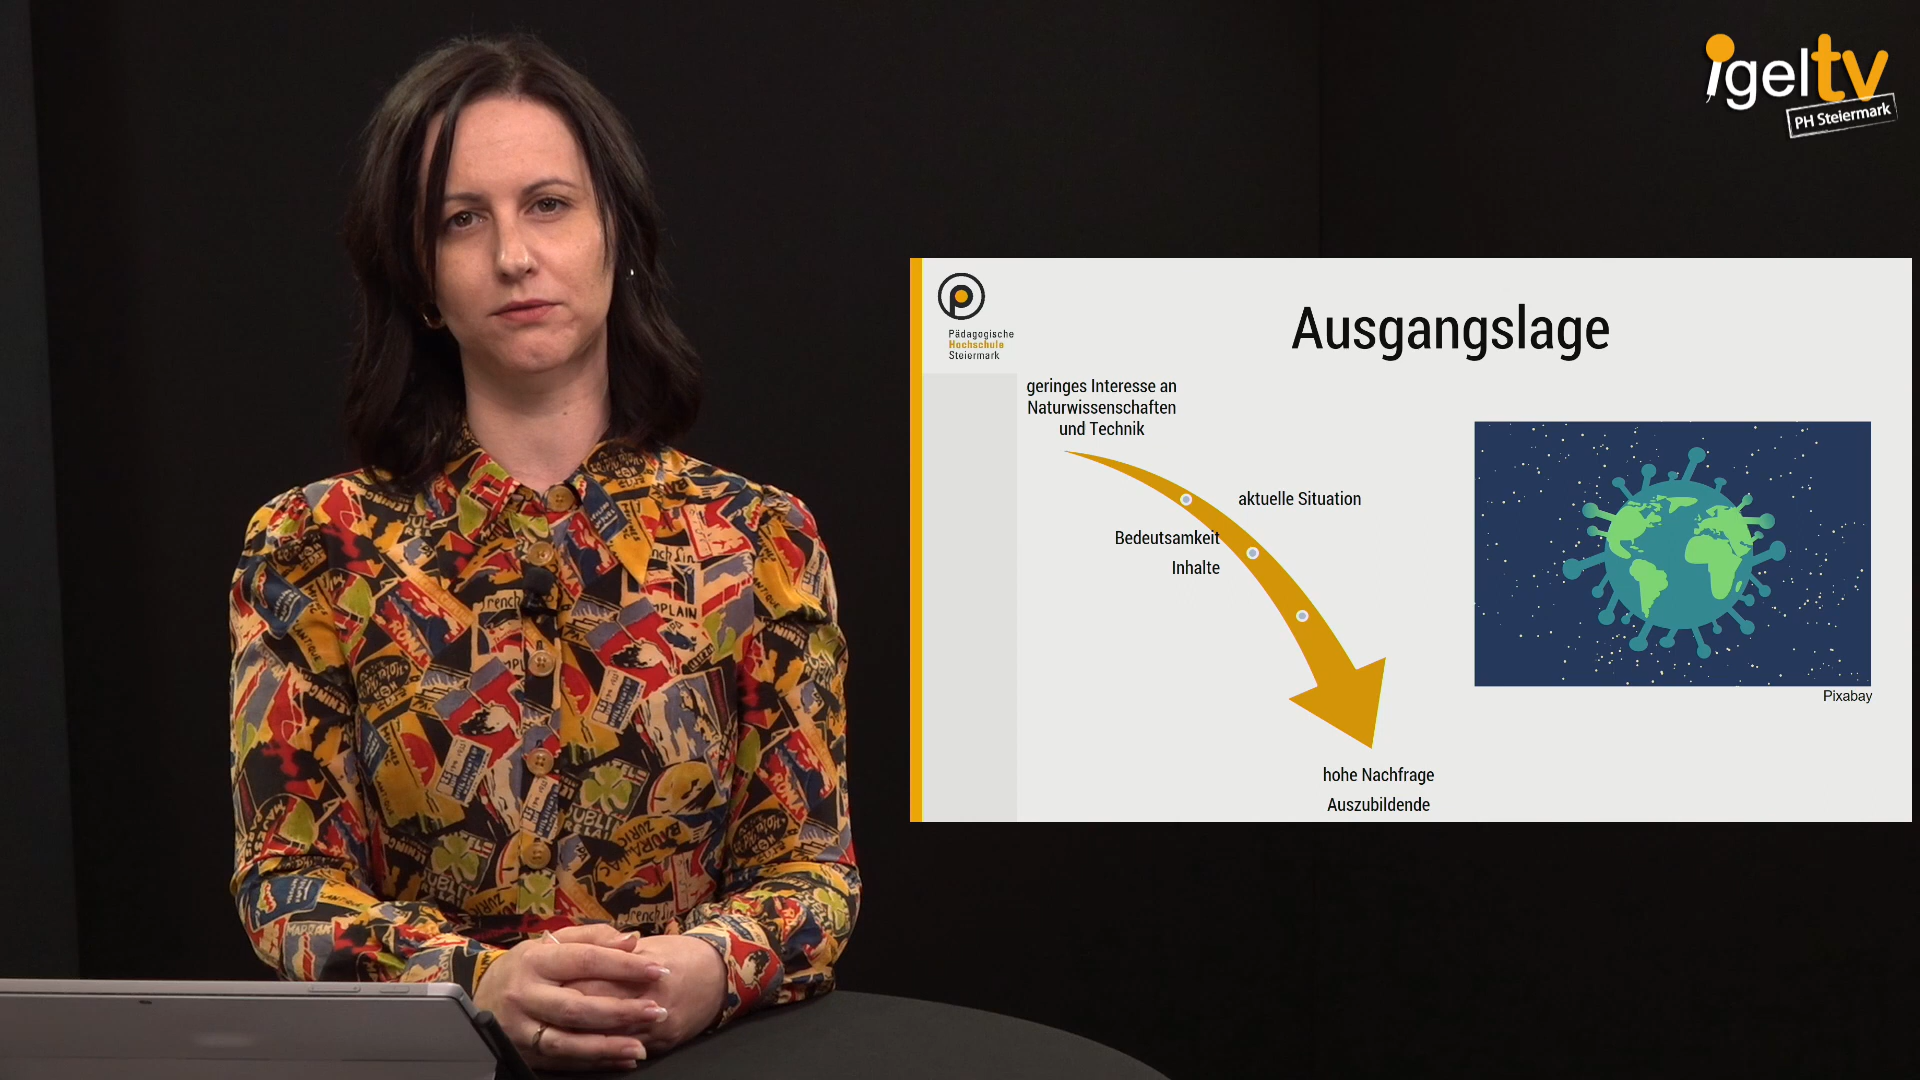 igeltv
PH Steiermark
Pädagogische
Hochschule
Steiermark
Ausgangslage
geringes Interesse an
Naturwissenschaften
und Technik
aktuelle Situation
Bedeutsamkeit
Inhalte
hohe Nachfrage
Auszubildende
Pixabay